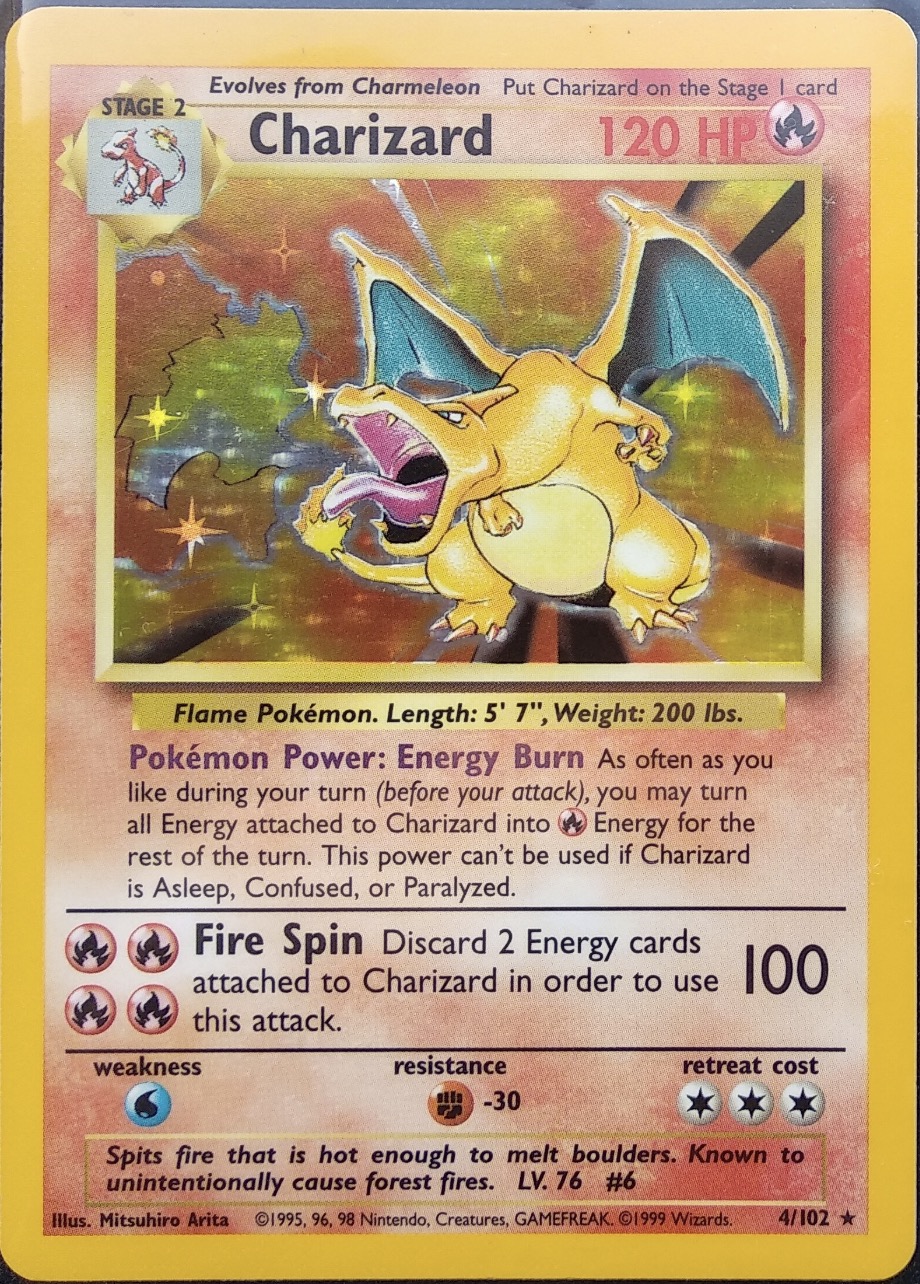 Evolves from Charmeleon Put Charizard on the Stage 1 card
STAGE 2
Charizard 120 HP
Flame Pokémon. Length: 5' 7", Weight: 200 lbs.
Pokémon Power: Energy Burn As often as you
like during your turn (before your attack), you may turn
all Energy attached to Charizard into Energy for the
rest of the turn. This power can't be used if Charizard
is Asleep, Confused, or Paralyzed.
Fire Spin Discard 2 Energy cards
attached to Charizard in order to use
this attack.
100
weakness resistance retreat cost
-30
Spits fire that is hot enough to melt boulders. Known to
unintentionally cause forest fires. LV. 76 #6
Illus. Mitsuhiro Arita ©1995, 96, 98 Nintendo, Creatures, GAMEFREAK. ©1999 Wizards. 4/102 ★